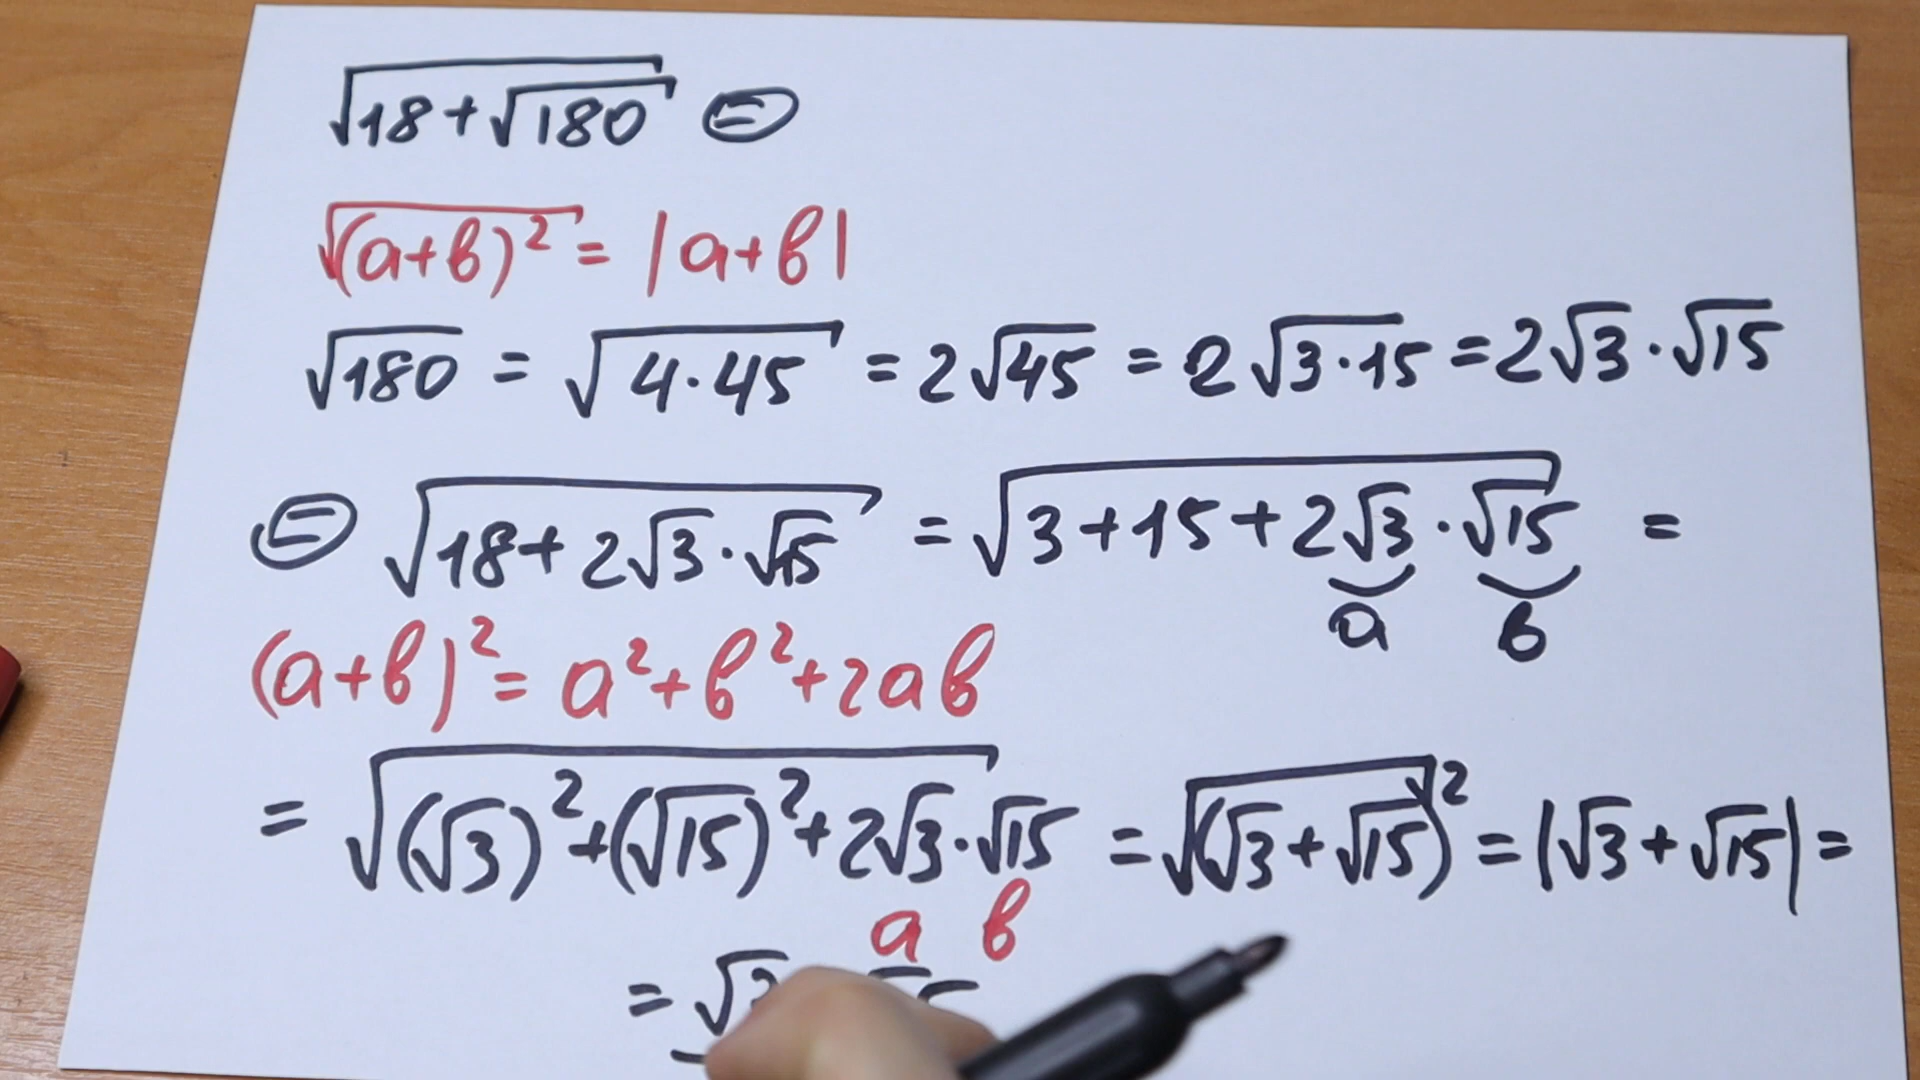 √(18+√180) ⊜
√((a+b)²) = |a+b|
√180 = √(4·45) = 2√45 = 2√(3·15) = 2√3·√15
⊜ √(18+2√3·√15) = √(3+15+2√3·√15) =
a b
(a+b)² = a²+b²+2ab
= √((√3)²+(√15)²+2√3·√15) = √((√3+√15)²) = |√3+√15| =
a b
= √